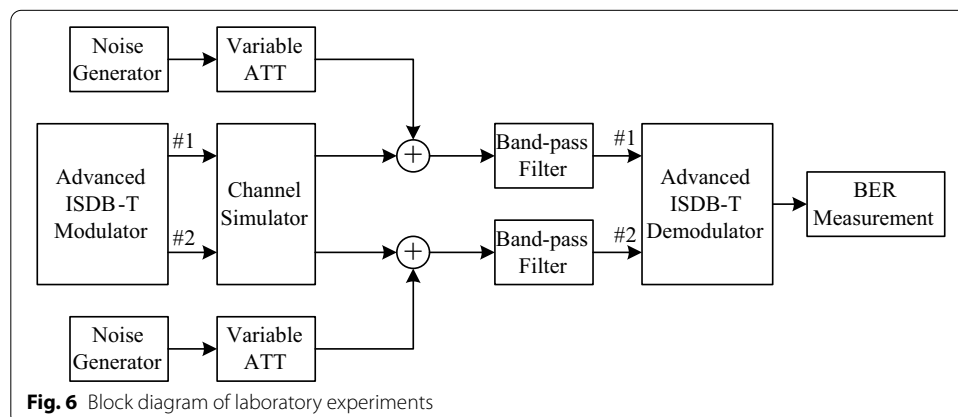 Noise
Generator
Variable
ATT
Advanced
ISDB-T
Modulator
#1
#2
Channel
Simulator
+
+
Band-pass
Filter
Band-pass
Filter
#1
#2
Advanced
ISDB-T
Demodulator
BER
Measurement
Noise
Generator
Variable
ATT
Fig. 6 Block diagram of laboratory experiments